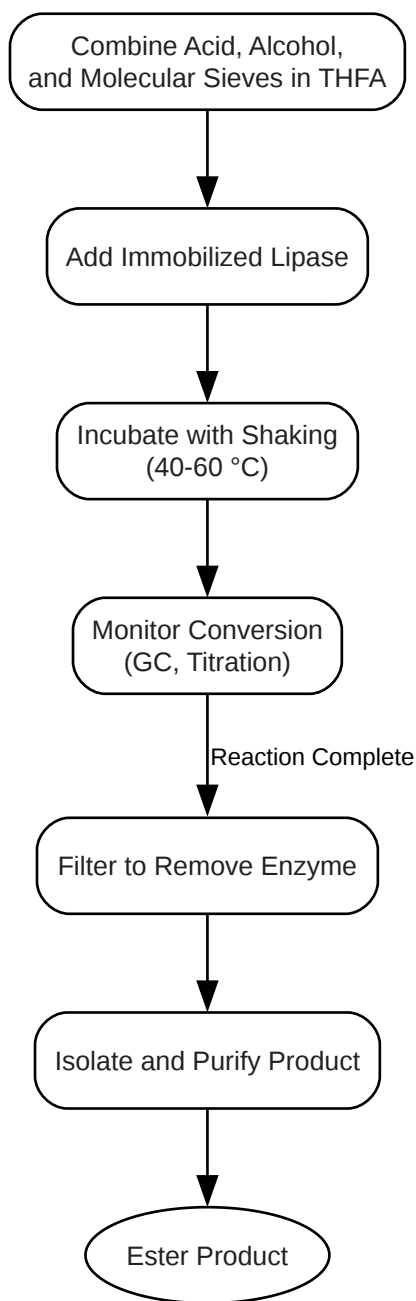 Combine Acid, Alcohol,
and Molecular Sieves in THFA
Add Immobilized Lipase
Incubate with Shaking
(40-60 °C)
Monitor Conversion
(GC, Titration)
Reaction Complete
Filter to Remove Enzyme
Isolate and Purify Product
Ester Product